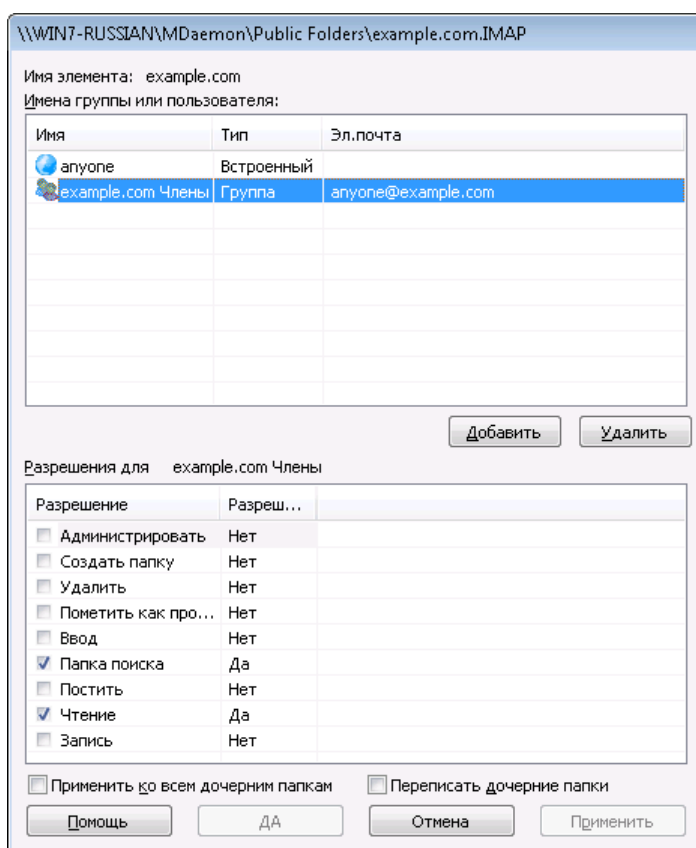 \\WIN7-RUSSIAN\MDaemon\Public Folders\example.com.IMAP
Имя элемента: example.com
Имена группы или пользователя:
Имя Тип Эл.почта
anyone Встроенный
example.com Члены Группа anyone@example.com
Добавить Удалить
Разрешения для example.com Члены
Разрешение Разреш...
Администрировать Нет
Создать папку Нет
Удалить Нет
Пометить как про... Нет
Ввод Нет
Папка поиска Да
Постить Нет
Чтение Да
Запись Нет
Применить ко всем дочерним папкам Переписать дочерние папки
Помощь ДА Отмена Применить